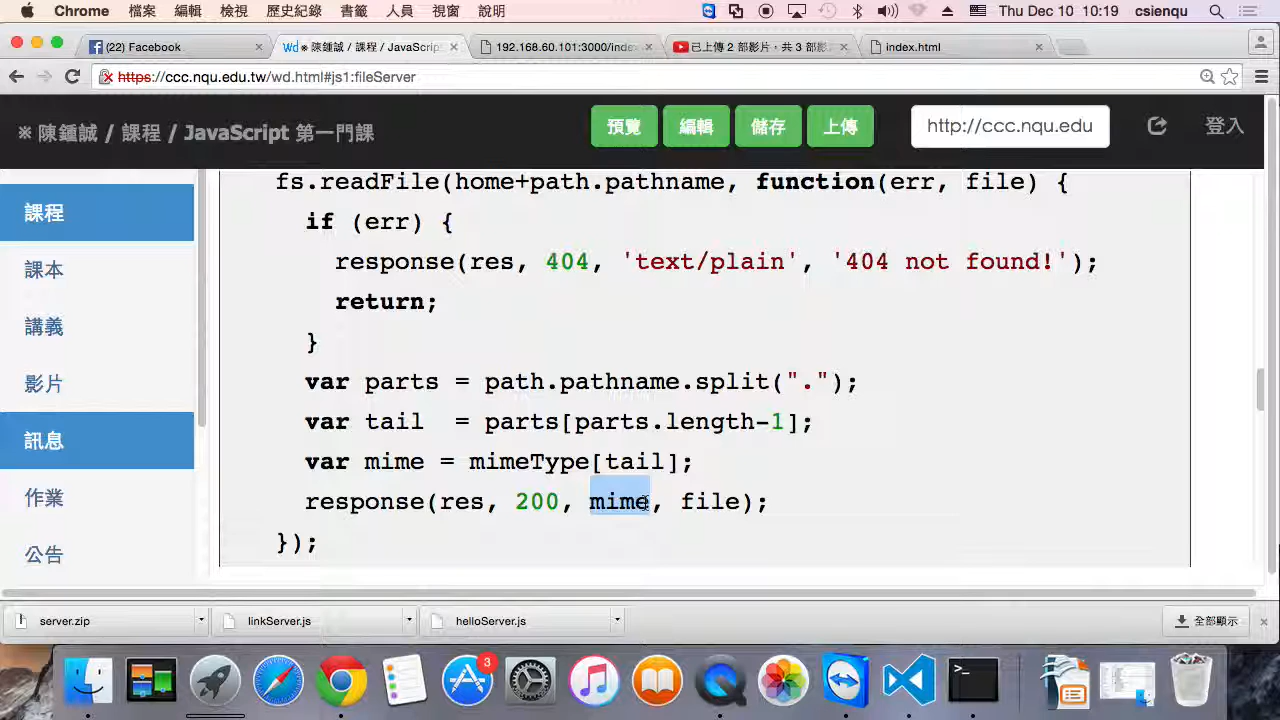 Chrome 檔案 編輯 檢視 歷史紀錄 書籤 人員 視窗 說明 Thu Dec 10 10:19 csienqu
(22) Facebook × Wd ※ 陳鍾誠 / 課程 / JavaScript × 192.168.60.101:3000/index × 已上傳 2 部影片，共 3 部影 × index.html ×
https://ccc.nqu.edu.tw/wd.html#js1:fileServer
※ 陳鍾誠 / 課程 / JavaScript 第一門課 預覽 編輯 儲存 上傳 http://ccc.nqu.edu 登入
課程
課本
講義
影片
訊息
作業
公告
fs.readFile(home+path.pathname, function(err, file) {
if (err) {
response(res, 404, 'text/plain', '404 not found!');
return;
}
var parts = path.pathname.split(".");
var tail = parts[parts.length-1];
var mime = mimeType[tail];
response(res, 200, mime, file);
});
server.zip linkServer.js helloServer.js 全部顯示 ×
3